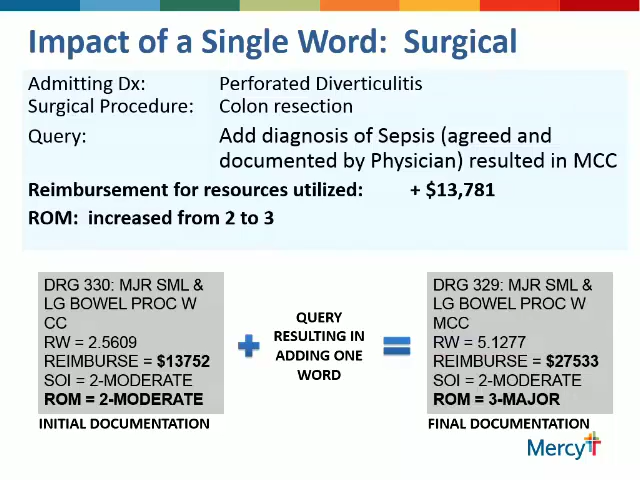 Impact of a Single Word: Surgical
Admitting Dx: Perforated Diverticulitis
Surgical Procedure: Colon resection
Query: Add diagnosis of Sepsis (agreed and
documented by Physician) resulted in MCC
Reimbursement for resources utilized: + $13,781
ROM: increased from 2 to 3
DRG 330: MJR SML &
LG BOWEL PROC W
CC
RW = 2.5609
REIMBURSE = $13752
SOI = 2-MODERATE
ROM = 2-MODERATE
INITIAL DOCUMENTATION
+
QUERY
RESULTING IN
ADDING ONE
WORD
=
DRG 329: MJR SML &
LG BOWEL PROC W
MCC
RW = 5.1277
REIMBURSE = $27533
SOI = 2-MODERATE
ROM = 3-MAJOR
FINAL DOCUMENTATION
Mercy